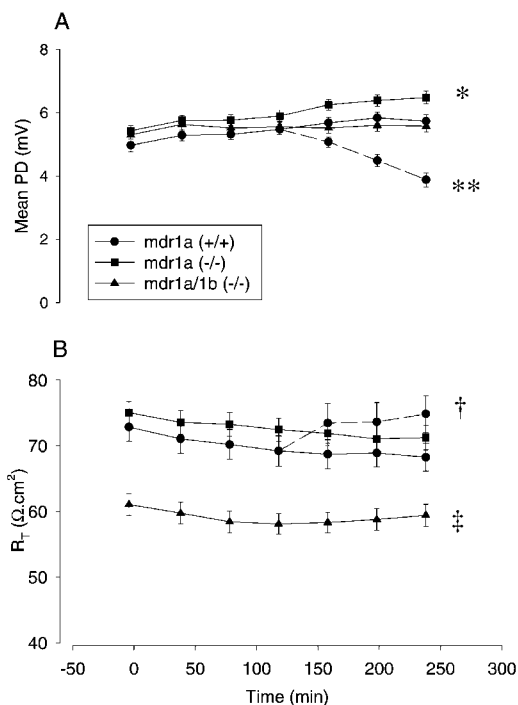 A
8
6
4
2
0
Mean PD (mV)
*
**
mdr1a (+/+)
mdr1a (-/-)
mdr1a/1b (-/-)
B
80
70
60
50
40
R_T (Ω.cm²)
†
‡
-50 0 50 100 150 200 250 300
Time (min)